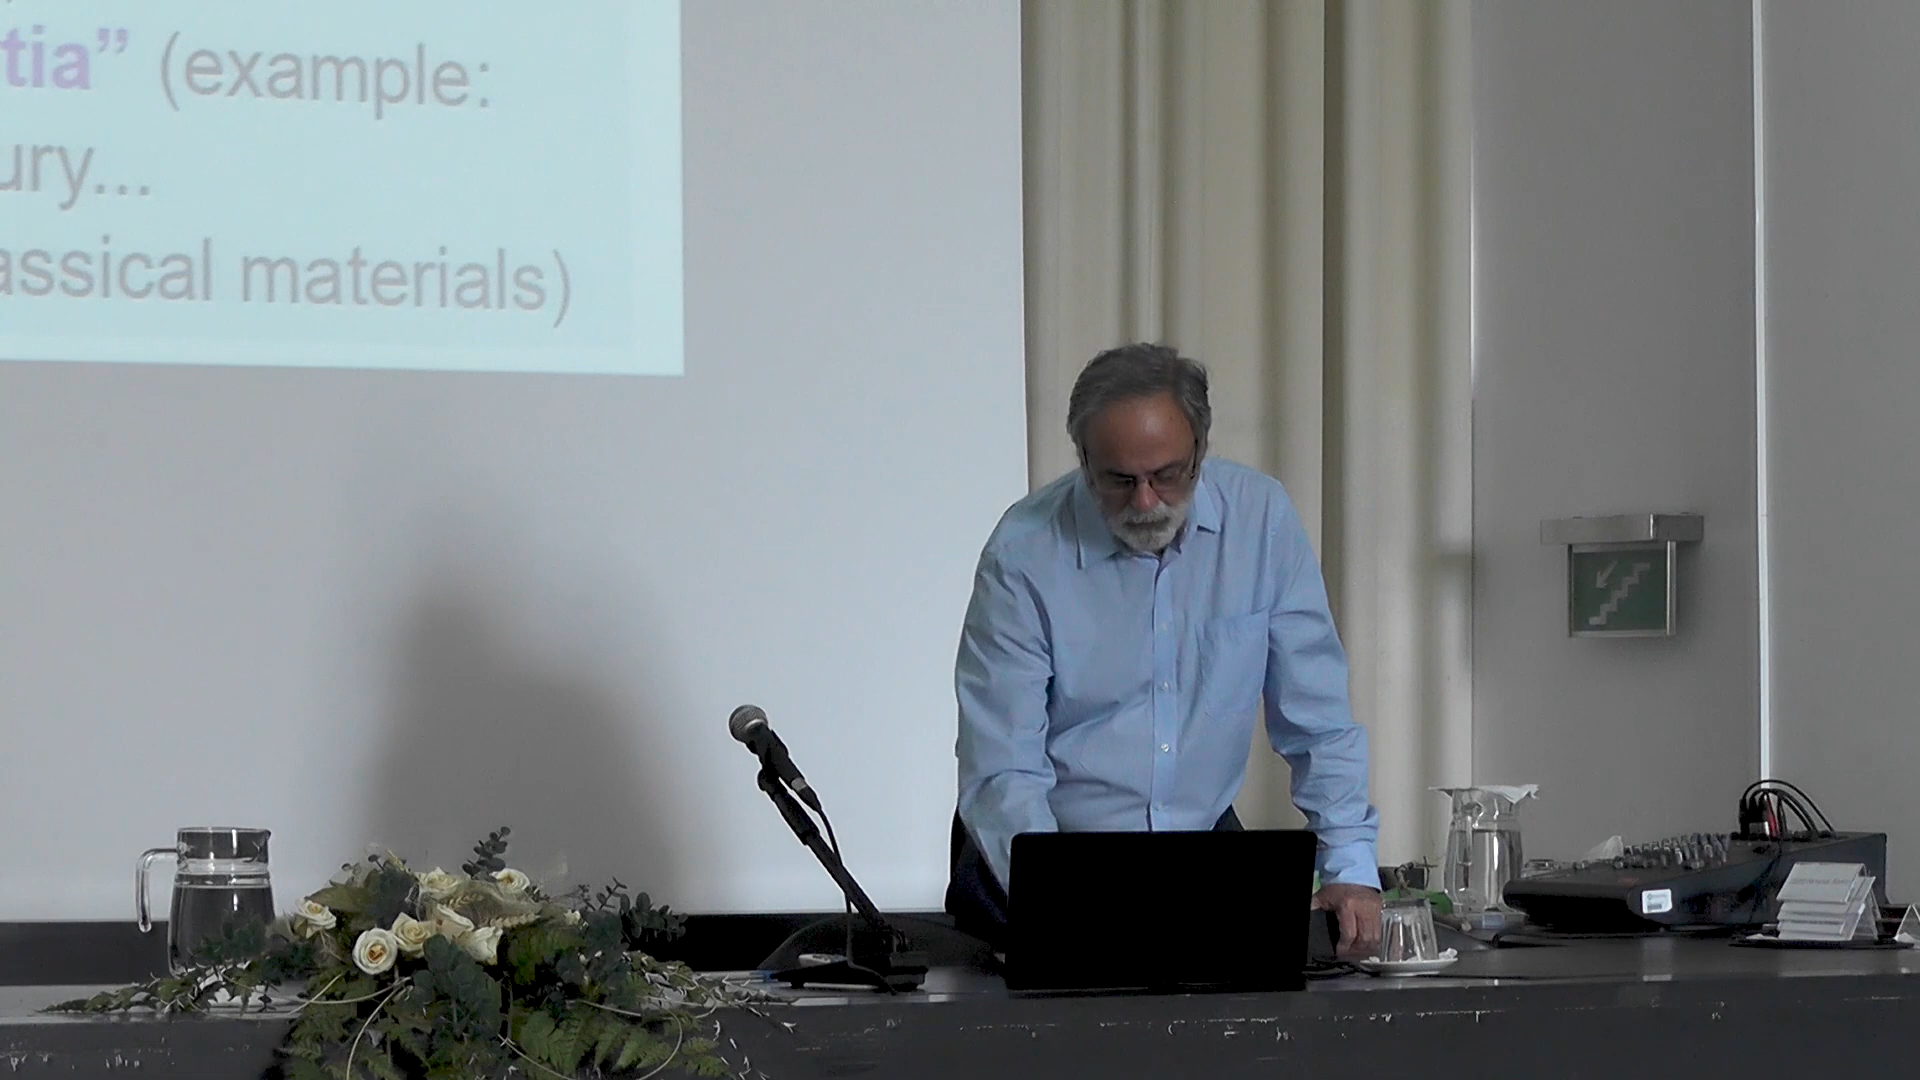 tia” (example:
ury...
assical materials)